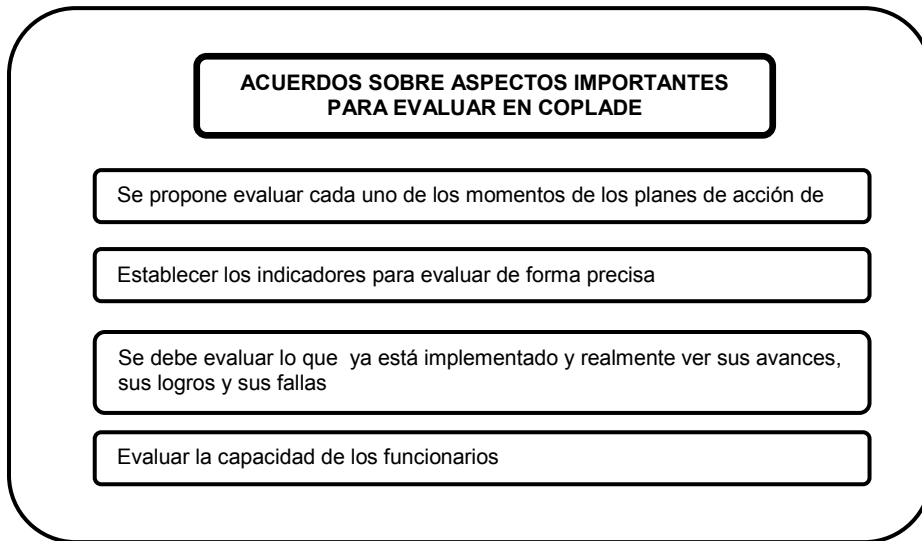 ACUERDOS SOBRE ASPECTOS IMPORTANTES
PARA EVALUAR EN COPLADE
Se propone evaluar cada uno de los momentos de los planes de acción de
Establecer los indicadores para evaluar de forma precisa
Se debe evaluar lo que ya está implementado y realmente ver sus avances,
sus logros y sus fallas
Evaluar la capacidad de los funcionarios